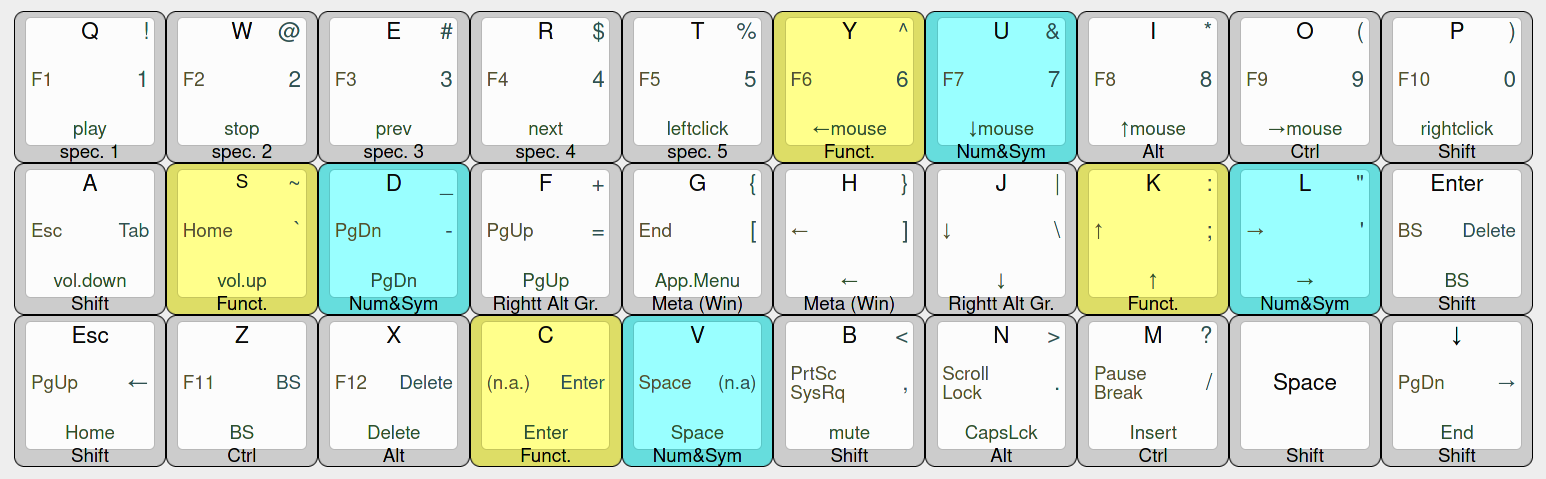 Q ! W @ E # R $ T % Y ^ U & I * O ( P )
F1 1 F2 2 F3 3 F4 4 F5 5 F6 6 F7 7 F8 8 F9 9 F10 0
play stop prev next leftclick ←mouse ↓mouse ↑mouse →mouse rightclick
spec. 1 spec. 2 spec. 3 spec. 4 spec. 5 Funct. Num&Sym Alt Ctrl Shift
A S ~ D _ F + G { H } J | K : L " Enter
Esc Tab Home ` PgDn - PgUp = End [ ← ] ↓ \ ↑ ; → ' BS Delete
vol.down vol.up PgDn PgUp App.Menu ← ↓ ↑ → BS
Shift Funct. Num&Sym Rightt Alt Gr. Meta (Win) Meta (Win) Rightt Alt Gr. Funct. Num&Sym Shift
Esc Z X C V B < N > M ? ↓
PgUp ← F11 BS F12 Delete (n.a.) Enter Space (n.a) PrtSc SysRq , Scroll Lock . Pause Break / Space PgDn →
Home BS Delete Enter Space mute CapsLck Insert End
Shift Ctrl Alt Funct. Num&Sym Shift Alt Ctrl Shift Shift